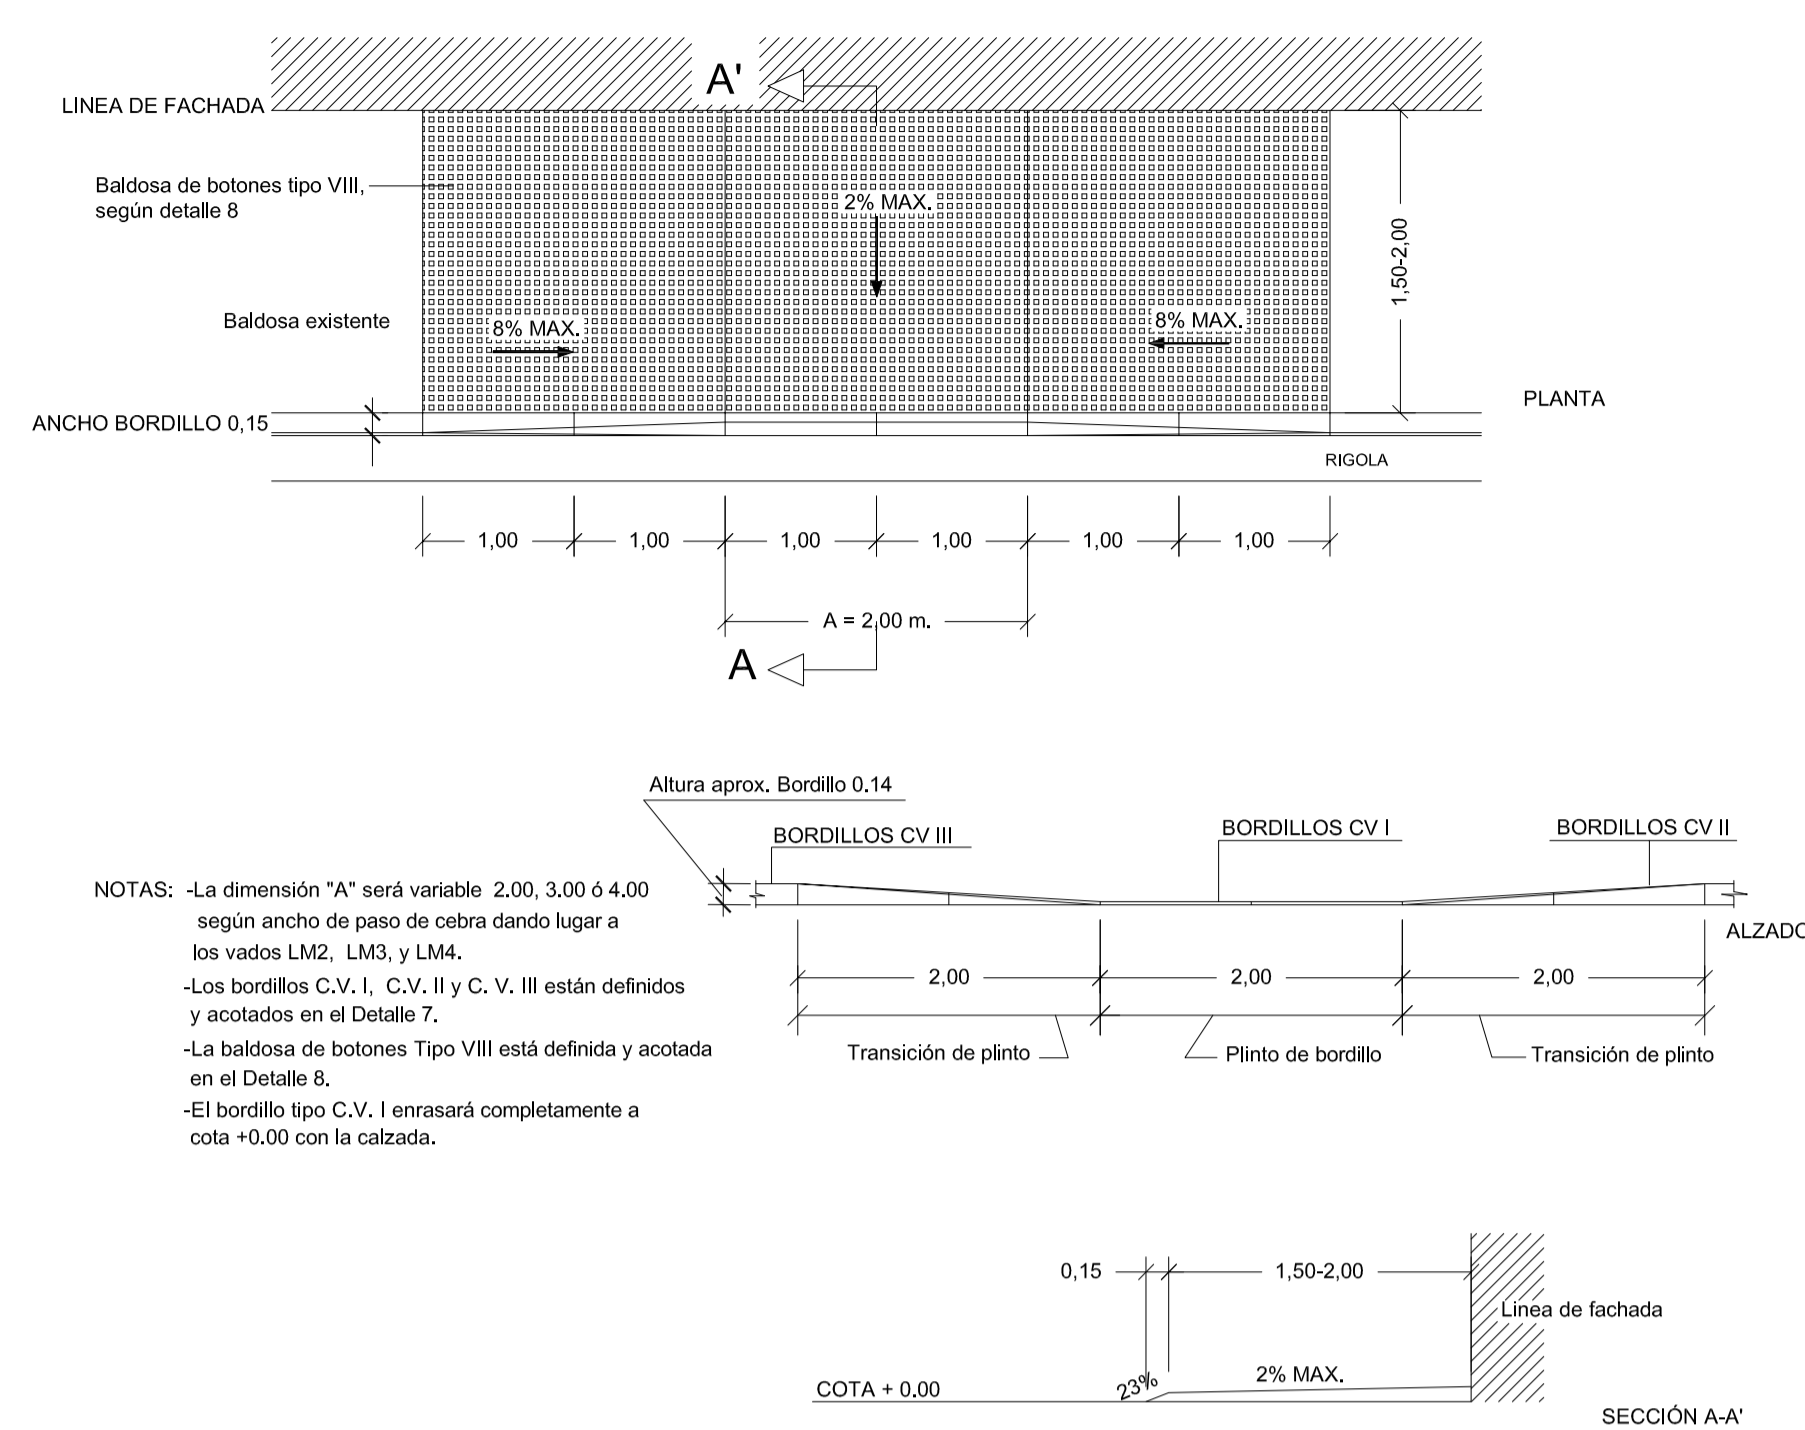 A'
LINEA DE FACHADA
Baldosa de botones tipo VIII,
según detalle 8
2% MAX.
1,50-2,00
Baldosa existente
8% MAX.
8% MAX.
PLANTA
ANCHO BORDILLO 0,15
RIGOLA
1,00
1,00
1,00
1,00
1,00
1,00
A = 2,00 m.
A
Altura aprox. Bordillo 0.14
BORDILLOS CV III
BORDILLOS CV I
BORDILLOS CV II
NOTAS: -La dimensión "A" será variable 2.00, 3.00 ó 4.00
según ancho de paso de cebra dando lugar a
los vados LM2, LM3, y LM4.
-Los bordillos C.V. I, C.V. II y C. V. III están definidos
y acotados en el Detalle 7.
-La baldosa de botones Tipo VIII está definida y acotada
en el Detalle 8.
-El bordillo tipo C.V. I enrasará completamente a
cota +0.00 con la calzada.
ALZADO
2,00
2,00
2,00
Transición de plinto
Plinto de bordillo
Transición de plinto
0,15
1,50-2,00
Linea de fachada
COTA + 0.00
23%
2% MAX.
SECCIÓN A-A'